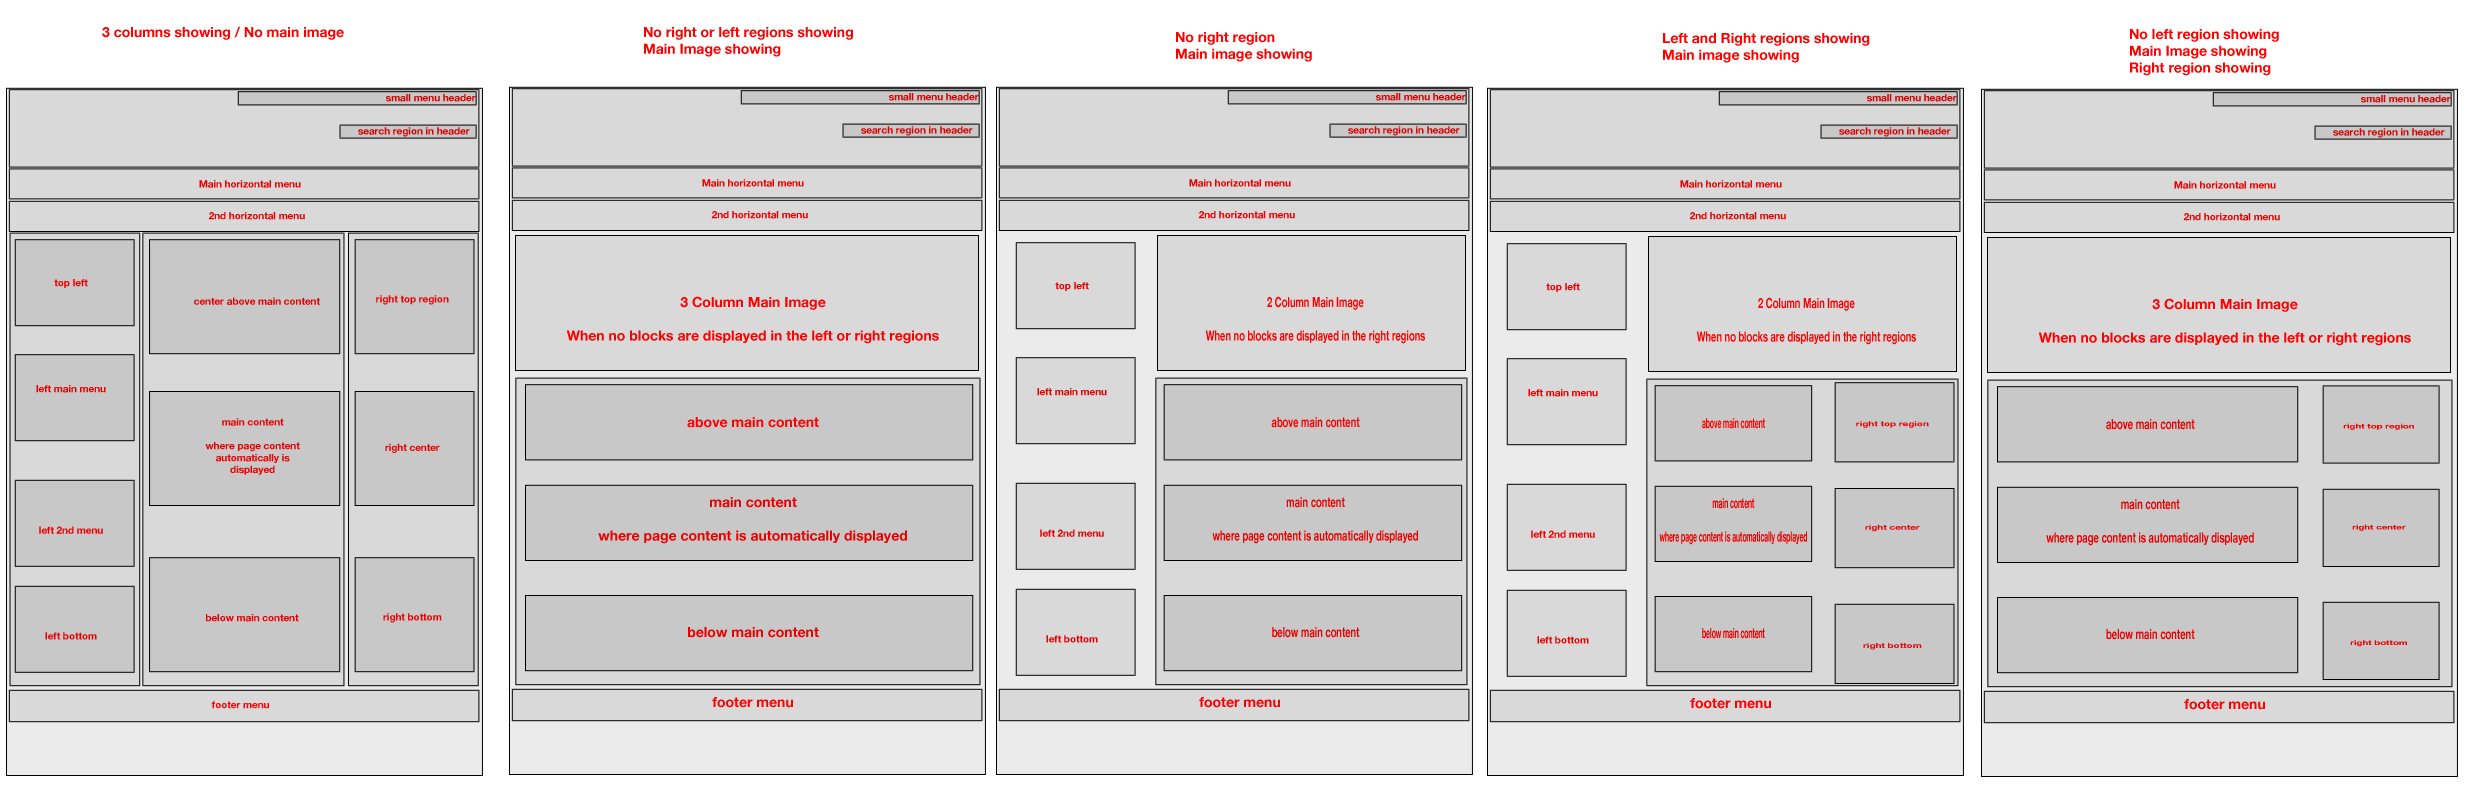 3 columns showing / No main image
small menu header
search region in header
Main horizontal menu
2nd horizontal menu
top left
left main menu
left 2nd menu
left bottom
center above main content
main content
where page content
automatically is
displayed
below main content
right top region
right center
right bottom
footer menu
No right or left regions showing
Main Image showing
small menu header
search region in header
Main horizontal menu
2nd horizontal menu
3 Column Main Image
When no blocks are displayed in the left or right regions
above main content
main content
where page content is automatically displayed
below main content
footer menu
No right region
Main image showing
small menu header
search region in header
Main horizontal menu
2nd horizontal menu
top left
left main menu
left 2nd menu
left bottom
2 Column Main Image
When no blocks are displayed in the right regions
above main content
main content
where page content is automatically displayed
below main content
footer menu
Left and Right regions showing
Main image showing
small menu header
search region in header
Main horizontal menu
2nd horizontal menu
top left
left main menu
left 2nd menu
left bottom
2 Column Main Image
When no blocks are displayed in the right regions
above main content
main content
where page content is automatically displayed
below main content
right top region
right center
right bottom
footer menu
No left region showing
Main Image showing
Right region showing
small menu header
search region in header
Main horizontal menu
2nd horizontal menu
3 Column Main Image
When no blocks are displayed in the left or right regions
above main content
main content
where page content is automatically displayed
below main content
right top region
right center
right bottom
footer menu